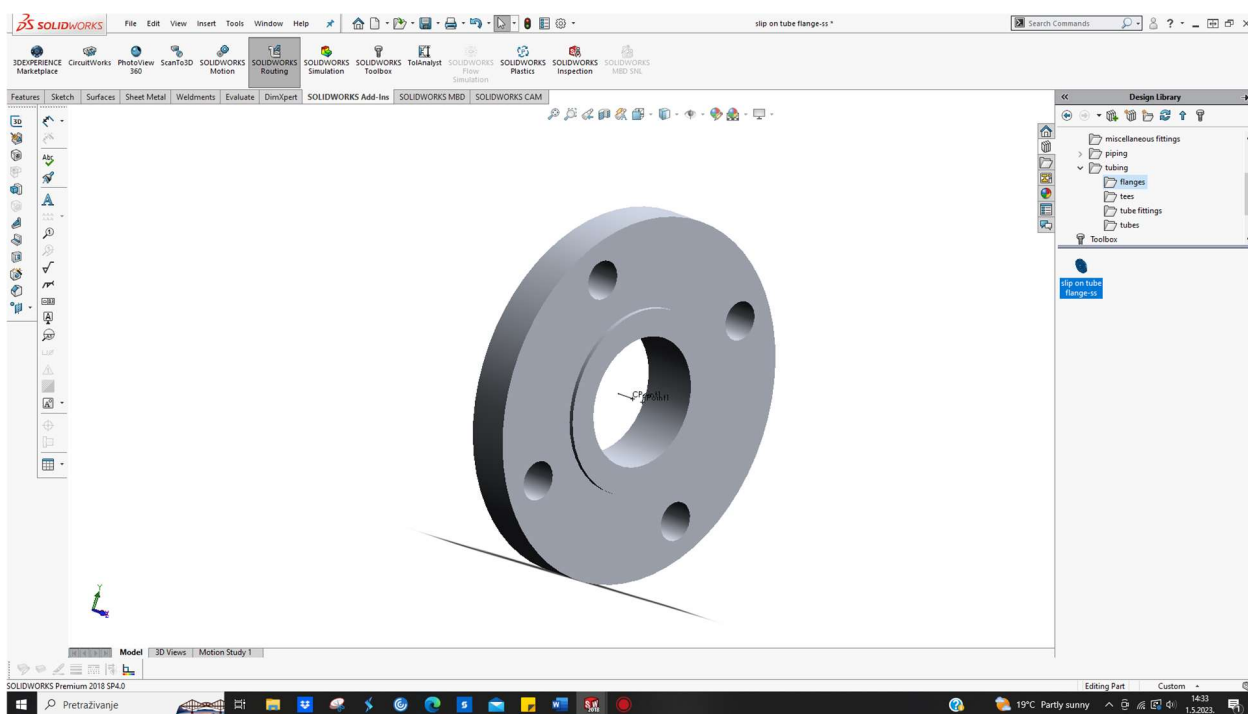 SOLIDWORKS File Edit View Insert Tools Window Help slip on tube flange-ss * Search Commands
3DEXPERIENCE Marketplace
CircuitWorks
PhotoView 360
ScanTo3D
SOLIDWORKS Motion
SOLIDWORKS Routing
SOLIDWORKS Simulation
SOLIDWORKS Toolbox
TolAnalyst
SOLIDWORKS Flow Simulation
SOLIDWORKS Plastics
SOLIDWORKS Inspection
SOLIDWORKS MBD SNL
Features Sketch Surfaces Sheet Metal Weldments Evaluate DimXpert SOLIDWORKS Add-Ins SOLIDWORKS MBD SOLIDWORKS CAM
Design Library
miscellaneous fittings
piping
tubing
flanges
tees
tube fittings
tubes
Toolbox
slip on tube
flange-ss
Model 3D Views Motion Study 1
SOLIDWORKS Premium 2018 SP4.0 Editing Part Custom
Pretraživanje 19°C Partly sunny 14:33
1.5.2023.